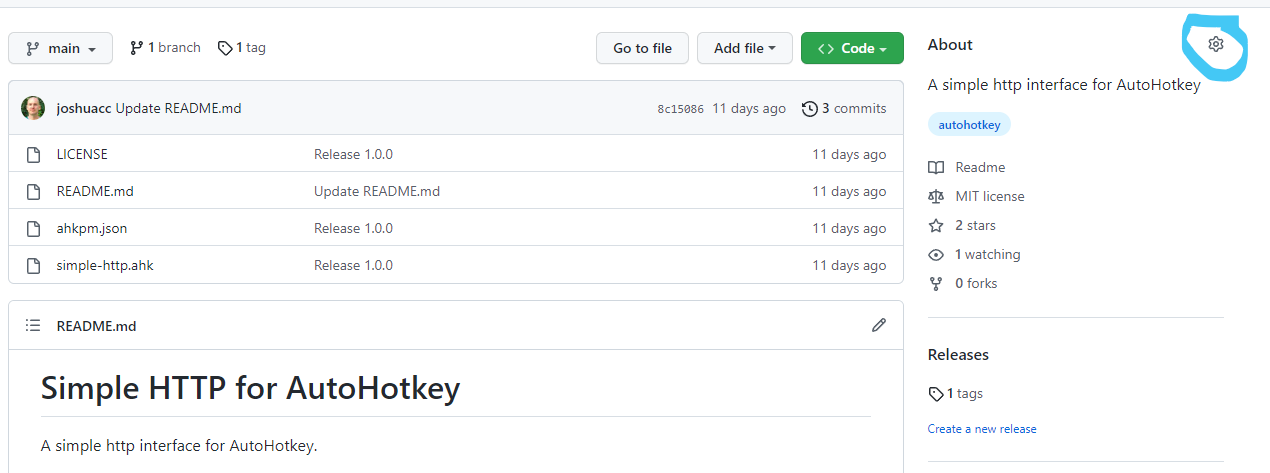 main
1 branch
1 tag
Go to file
Add file
Code
joshuacc Update README.md
8c15086 11 days ago
3 commits
LICENSE
Release 1.0.0
11 days ago
README.md
Update README.md
11 days ago
ahkpm.json
Release 1.0.0
11 days ago
simple-http.ahk
Release 1.0.0
11 days ago
README.md
Simple HTTP for AutoHotkey
A simple http interface for AutoHotkey.
About
A simple http interface for AutoHotkey
autohotkey
Readme
MIT license
2 stars
1 watching
0 forks
Releases
1 tags
Create a new release